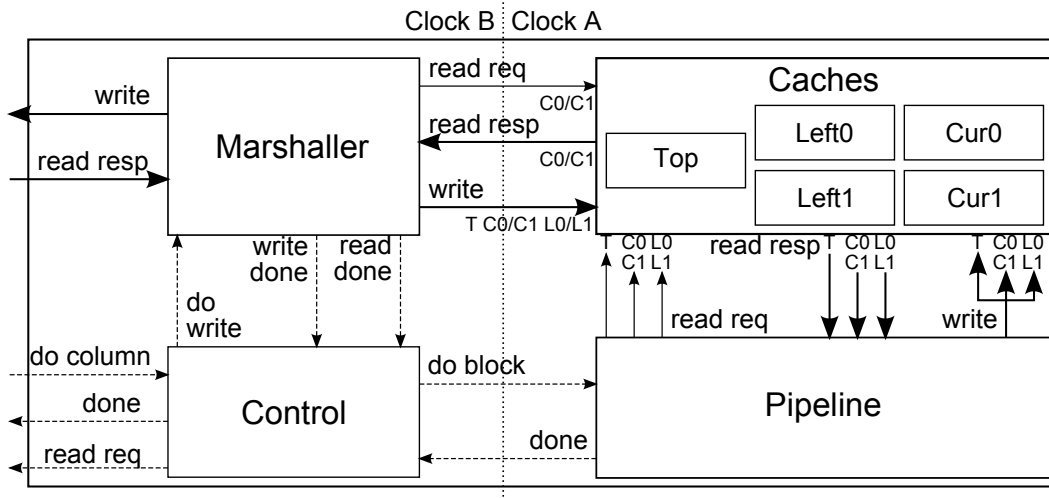 Clock B Clock A
write
read resp
Marshaller
read req
C0/C1
read resp
C0/C1
write
T C0/C1 L0/L1
Caches
Top
Left0
Cur0
Left1
Cur1
write
done
read
done
do
write
T C0 L0
C1 L1
read req
read resp T C0 L0
C1 L1
T C0 L0
C1 L1
write
do column
done
read req
Control
do block
done
Pipeline